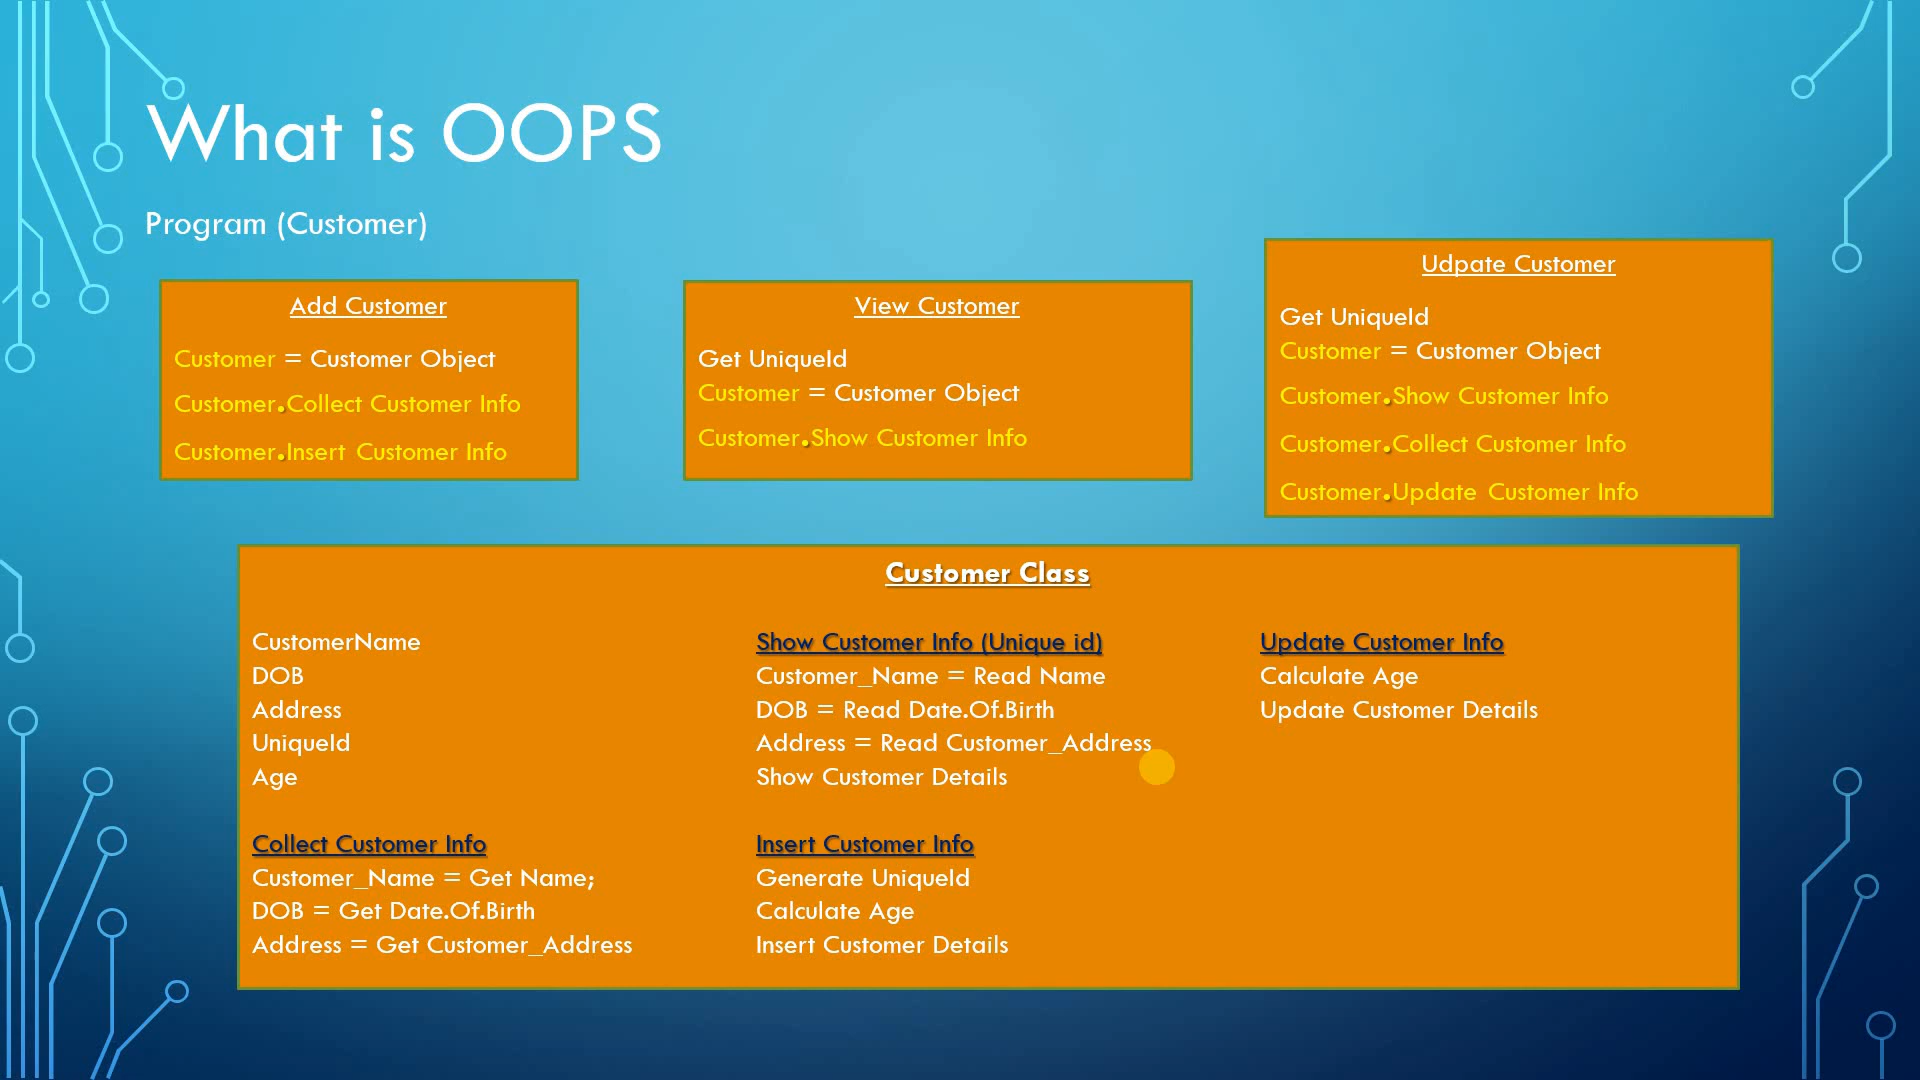 What is OOPS
Program (Customer)
Add Customer
Customer = Customer Object
Customer.Collect Customer Info
Customer.Insert Customer Info
View Customer
Get UniqueId
Customer = Customer Object
Customer.Show Customer Info
Udpate Customer
Get UniqueId
Customer = Customer Object
Customer.Show Customer Info
Customer.Collect Customer Info
Customer.Update Customer Info
Customer Class
CustomerName
DOB
Address
UniqueId
Age
Collect Customer Info
Customer_Name = Get Name;
DOB = Get Date.Of.Birth
Address = Get Customer_Address
Show Customer Info (Unique id)
Customer_Name = Read Name
DOB = Read Date.Of.Birth
Address = Read Customer_Address
Show Customer Details
Insert Customer Info
Generate UniqueId
Calculate Age
Insert Customer Details
Update Customer Info
Calculate Age
Update Customer Details